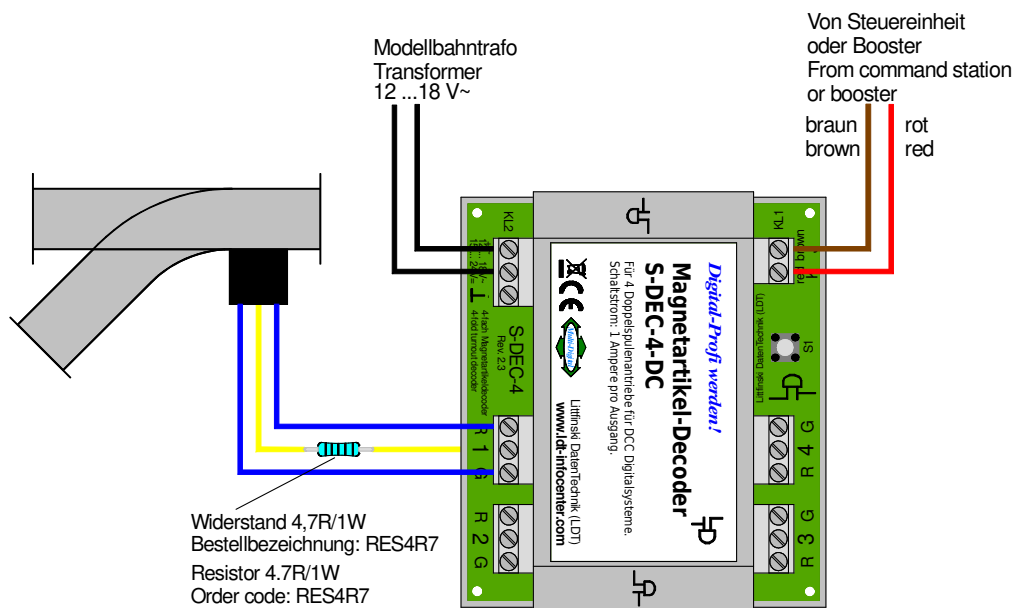 Modellbahntrafo
Transformer
12 ...18 V~
Von Steuereinheit
oder Booster
From command station
or booster
braun
brown
rot
red
KL2
KL1
red brown
S1
Littfinski DatenTechnik (LDT)
4-fach Magnetartikeldecoder
4-fold turnout decoder
S-DEC-4
Rev. 2.3
Digital-Profi werden!
Magnetartikel-Decoder
S-DEC-4-DC
Für 4 Doppelspulenantriebe für DCC Digitalsysteme.
Schaltstrom: 1 Ampere pro Ausgang.
CE
Multi-Digital
Littfinski DatenTechnik (LDT)
www.ldt-infocenter.com
R 1 G
R 2 G
R 4 G
R 3 G
Widerstand 4,7R/1W
Bestellbezeichnung: RES4R7
Resistor 4.7R/1W
Order code: RES4R7